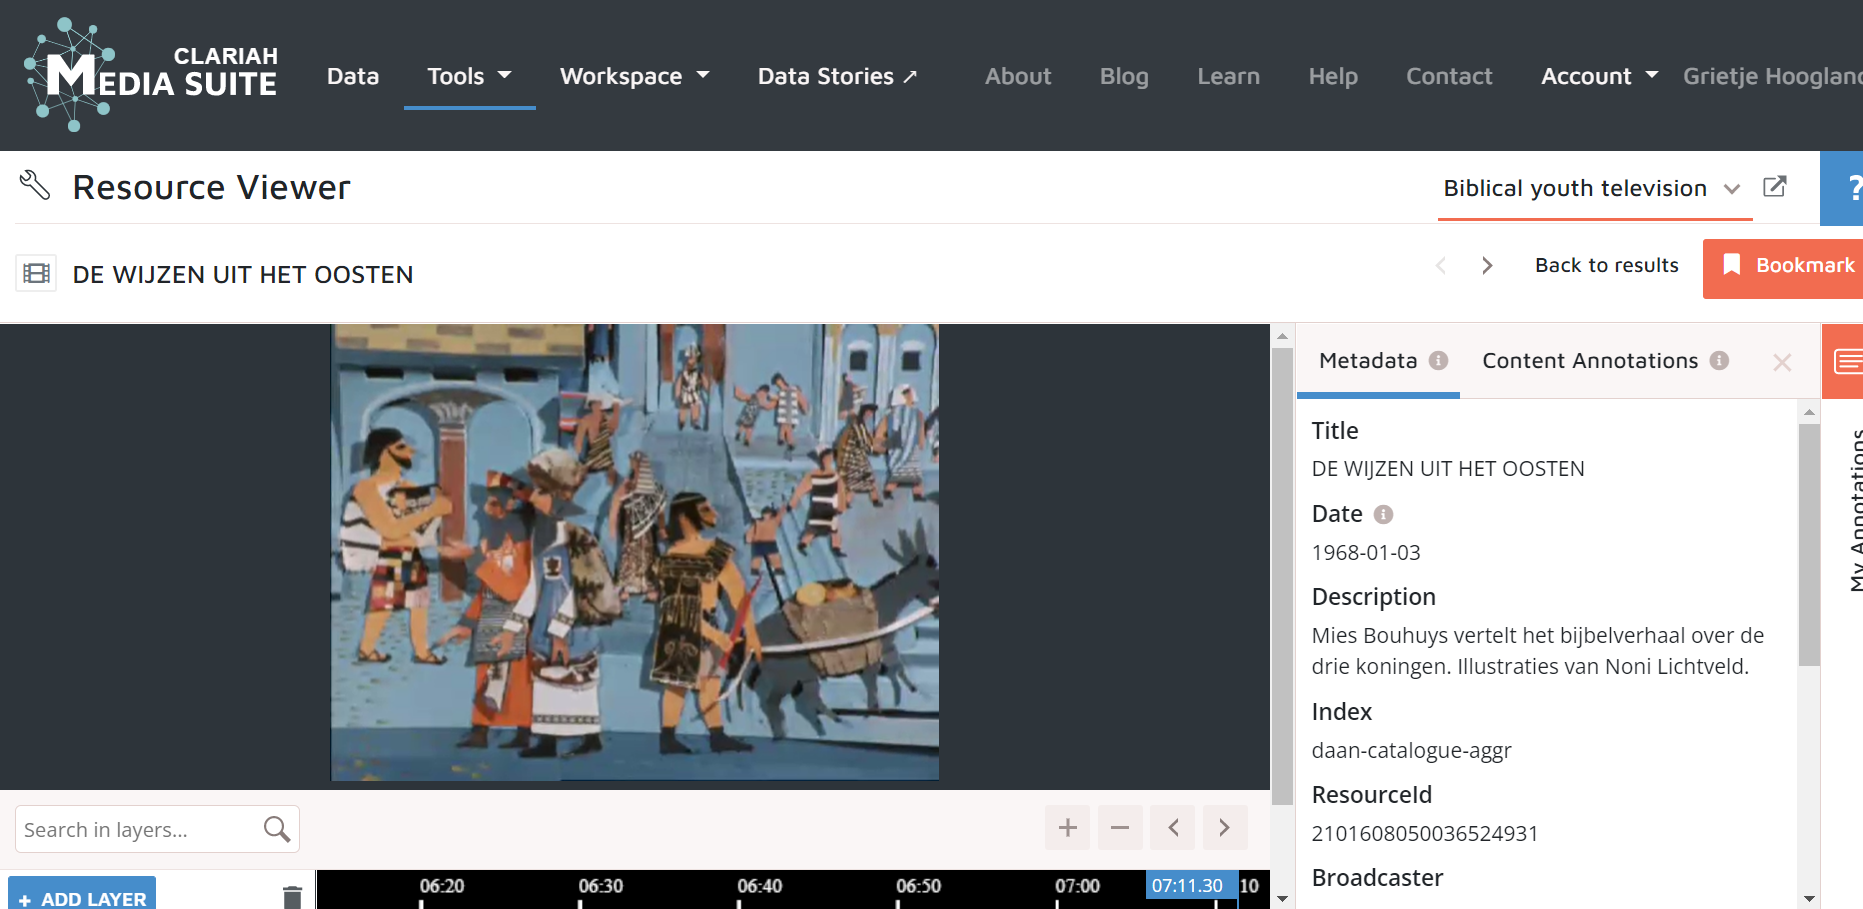 CLARIAH
MEDIA SUITE
Data
Tools
Workspace
Data Stories ↗
About
Blog
Learn
Help
Contact
Account
Grietje Hoogland
Resource Viewer
Biblical youth television
?
DE WIJZEN UIT HET OOSTEN
Back to results
Bookmark
Metadata
Content Annotations
My Annotations
Title
DE WIJZEN UIT HET OOSTEN
Date
1968-01-03
Description
Mies Bouhuys vertelt het bijbelverhaal over de
drie koningen. Illustraties van Noni Lichtveld.
Index
daan-catalogue-aggr
ResourceId
2101608050036524931
Broadcaster
Search in layers...
+ ADD LAYER
06:20
06:30
06:40
06:50
07:00
07:11.30
10